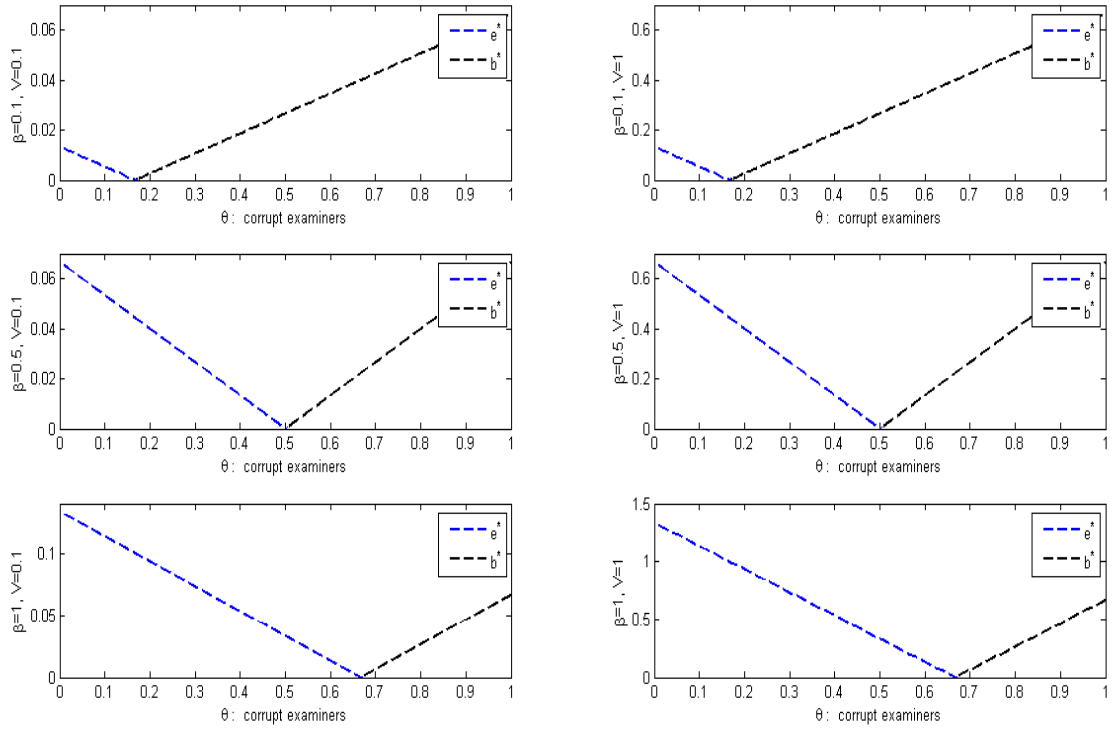 β=0.1, V=0.1
0.06
0.04
0.02
0
e*
b*
0 0.1 0.2 0.3 0.4 0.5 0.6 0.7 0.8 0.9 1
θ: corrupt examiners
β=0.1, V=1
0.6
0.4
0.2
0
e*
b*
0 0.1 0.2 0.3 0.4 0.5 0.6 0.7 0.8 0.9 1
θ: corrupt examiners
β=0.5, V=0.1
0.06
0.04
0.02
0
e*
b*
0 0.1 0.2 0.3 0.4 0.5 0.6 0.7 0.8 0.9 1
θ: corrupt examiners
β=0.5, V=1
0.6
0.4
0.2
0
e*
b*
0 0.1 0.2 0.3 0.4 0.5 0.6 0.7 0.8 0.9 1
θ: corrupt examiners
β=1, V=0.1
0.1
0.05
0
e*
b*
0 0.1 0.2 0.3 0.4 0.5 0.6 0.7 0.8 0.9 1
θ: corrupt examiners
β=1, V=1
1.5
1
0.5
0
e*
b*
0 0.1 0.2 0.3 0.4 0.5 0.6 0.7 0.8 0.9 1
θ: corrupt examiners